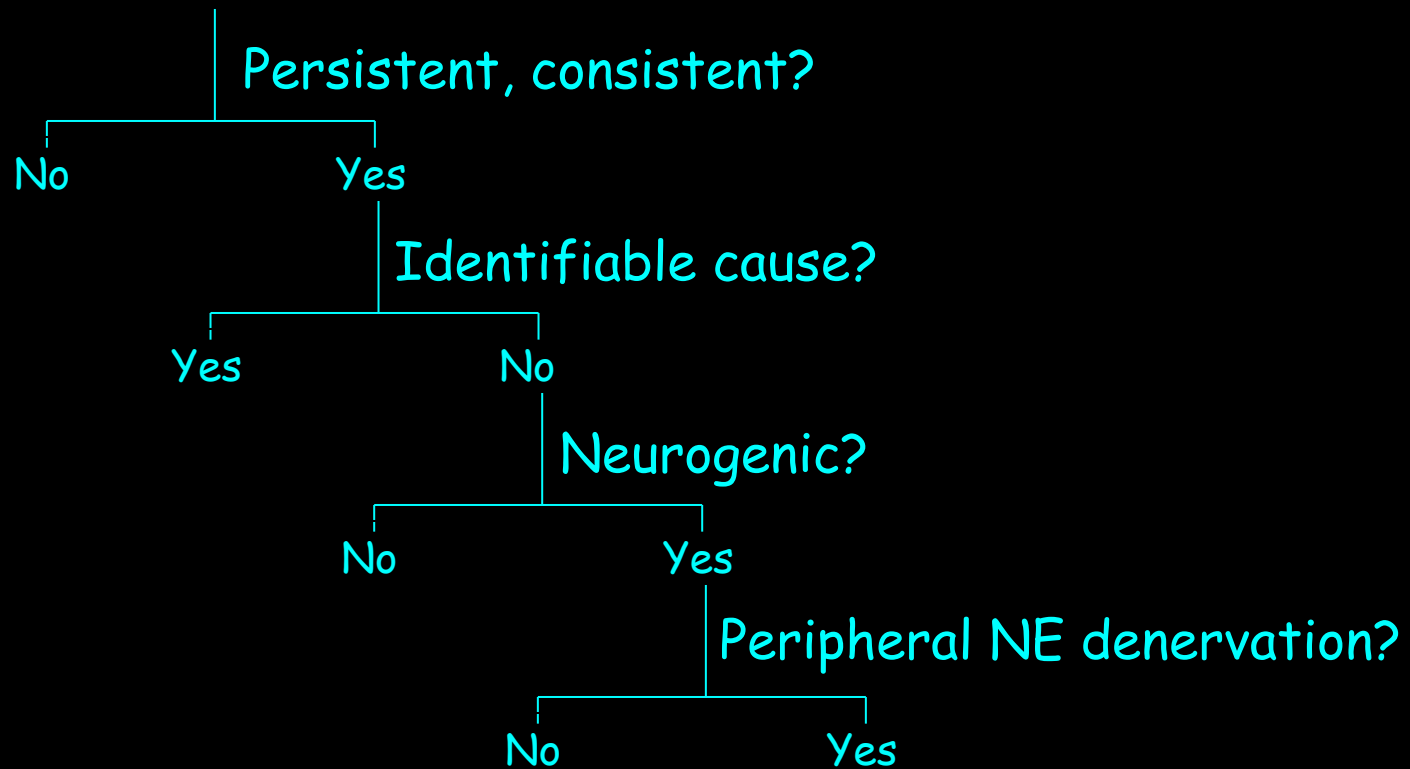 Persistent, consistent?
No Yes
Identifiable cause?
Yes No
Neurogenic?
No Yes
Peripheral NE denervation?
No Yes